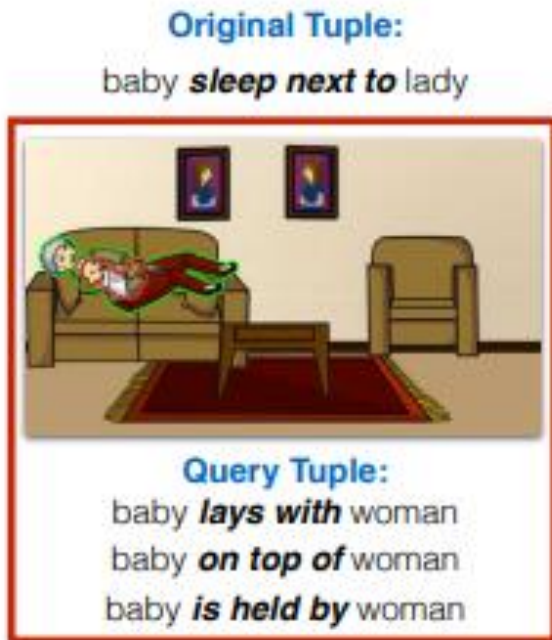 Original Tuple:
baby sleep next to lady
Query Tuple:
baby lays with woman
baby on top of woman
baby is held by woman